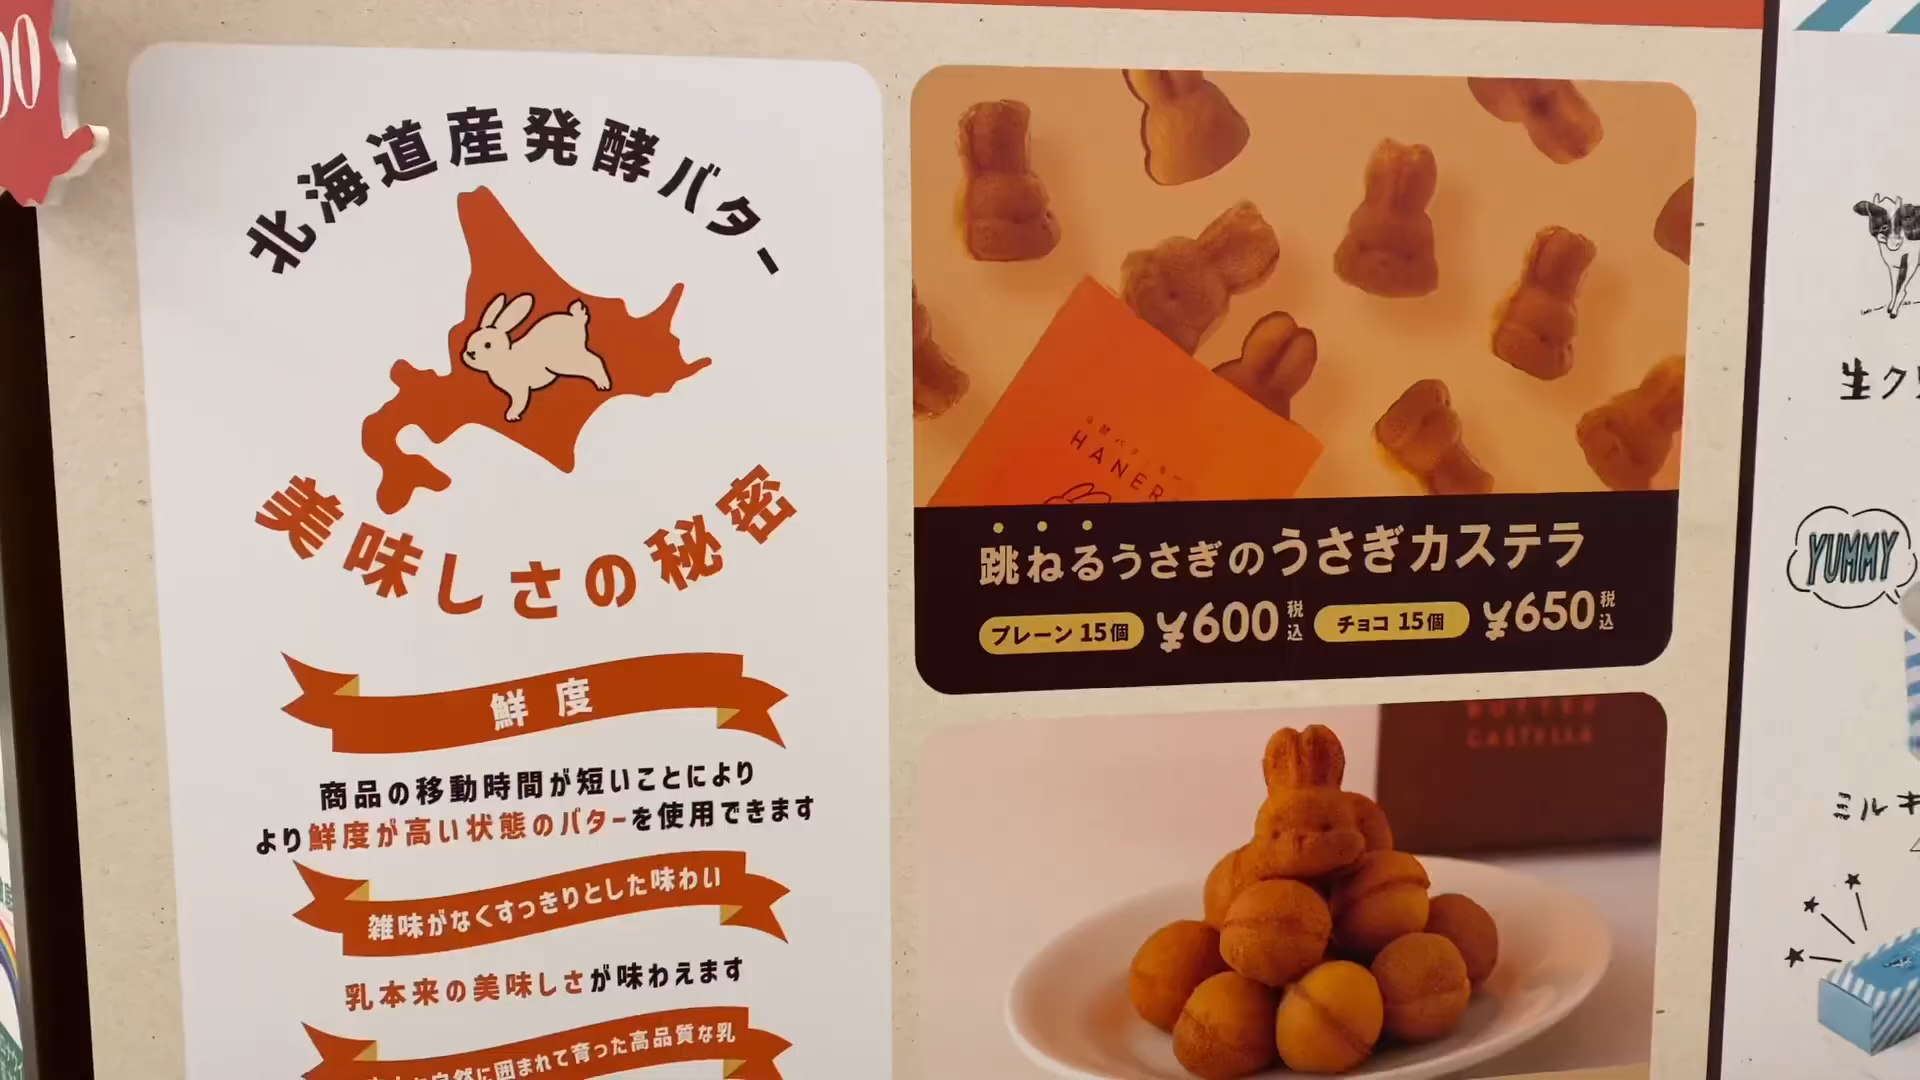 00
北海道産発酵バター
美味しさの秘密
鮮度
商品の移動時間が短いことにより
より鮮度が高い状態のバターを使用できます
雑味がなくすっきりとした味わい
乳本来の美味しさが味わえます
自然に囲まれて育った高品質な乳
HANER
跳ねるうさぎのうさぎカステラ
プレーン 15個 ¥600 税込 チョコ 15個 ¥650 税込
BUTTER
CASTELLA
生ク
YUMMY
ミルキ